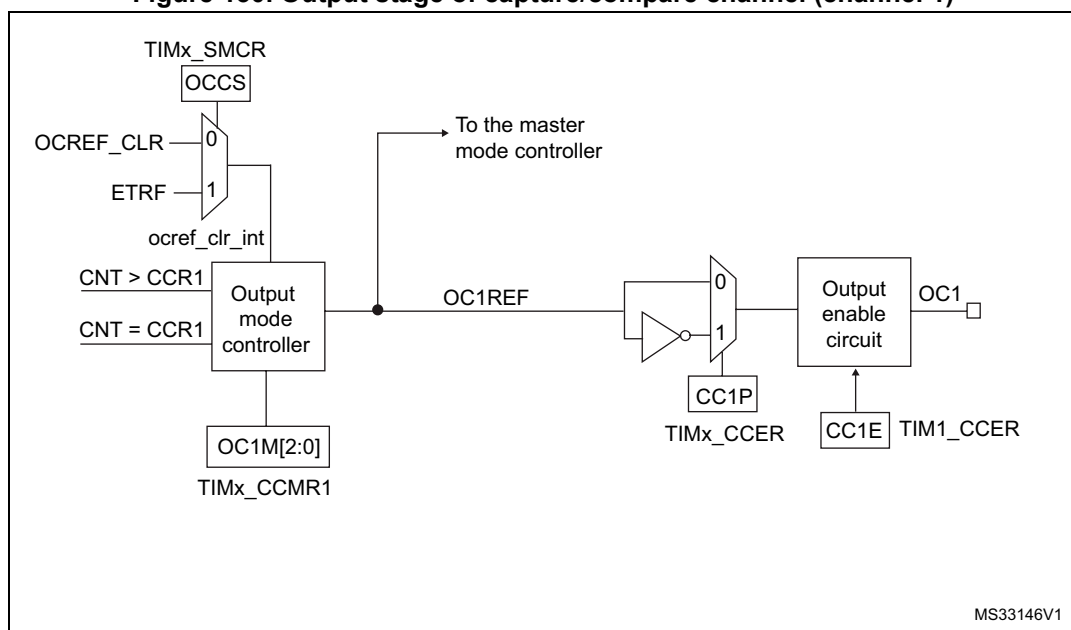 Figure Output stage of capture/compare channel (channel 1)
TIMx_SMCR
OCCS
OCREF_CLR
0
ETRF
1
ocref_clr_int
To the master
mode controller
CNT > CCR1
CNT = CCR1
Output
mode
controller
OC1M[2:0]
TIMx_CCMR1
OC1REF
0
1
CC1P
TIMx_CCER
Output
enable
circuit
OC1
CC1E
TIM1_CCER
MS33146V1